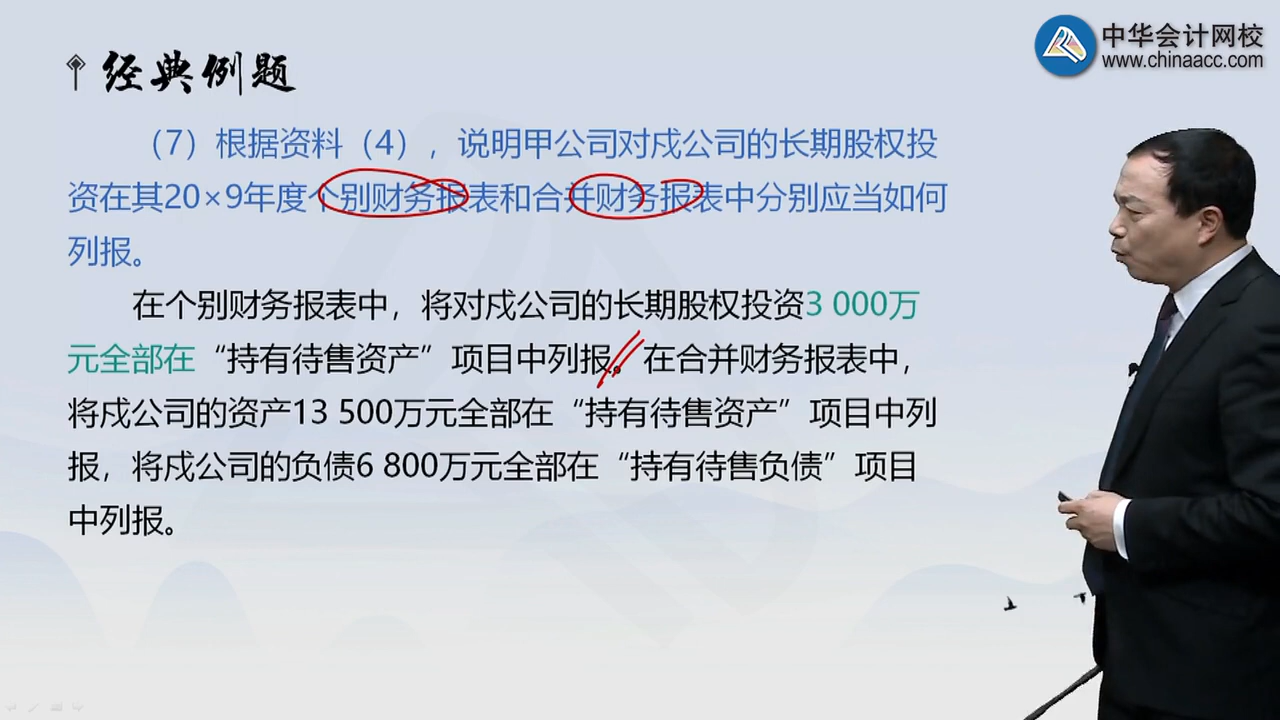 经典例题
中华会计网校
www.chinaacc.com
（7）根据资料（4），说明甲公司对戍公司的长期股权投
资在其20×9年度个别财务报表和合并财务报表中分别应当如何
列报。
在个别财务报表中，将对戍公司的长期股权投资3 000万
元全部在“持有待售资产”项目中列报。在合并财务报表中，
将戍公司的资产13 500万元全部在“持有待售资产”项目中列
报，将戍公司的负债6 800万元全部在“持有待售负债”项目
中列报。